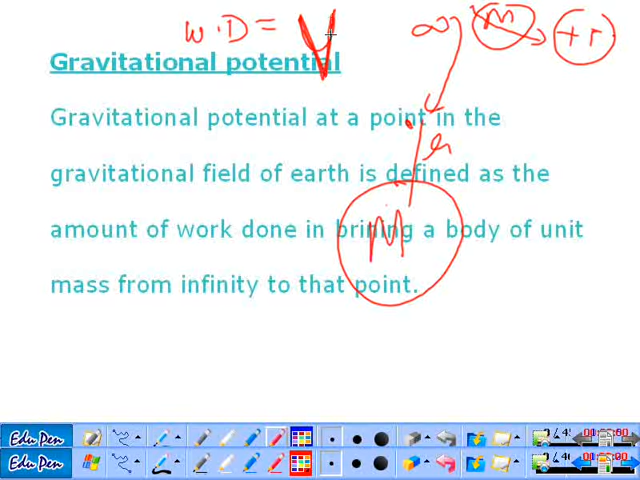 W.D = V
∞ m +r
Gravitational potential
Gravitational potential at a point in the
gravitational field of earth is defined as the
amount of work done in brining a body of unit
mass from infinity to that point.
M
Edu Pen
Edu Pen